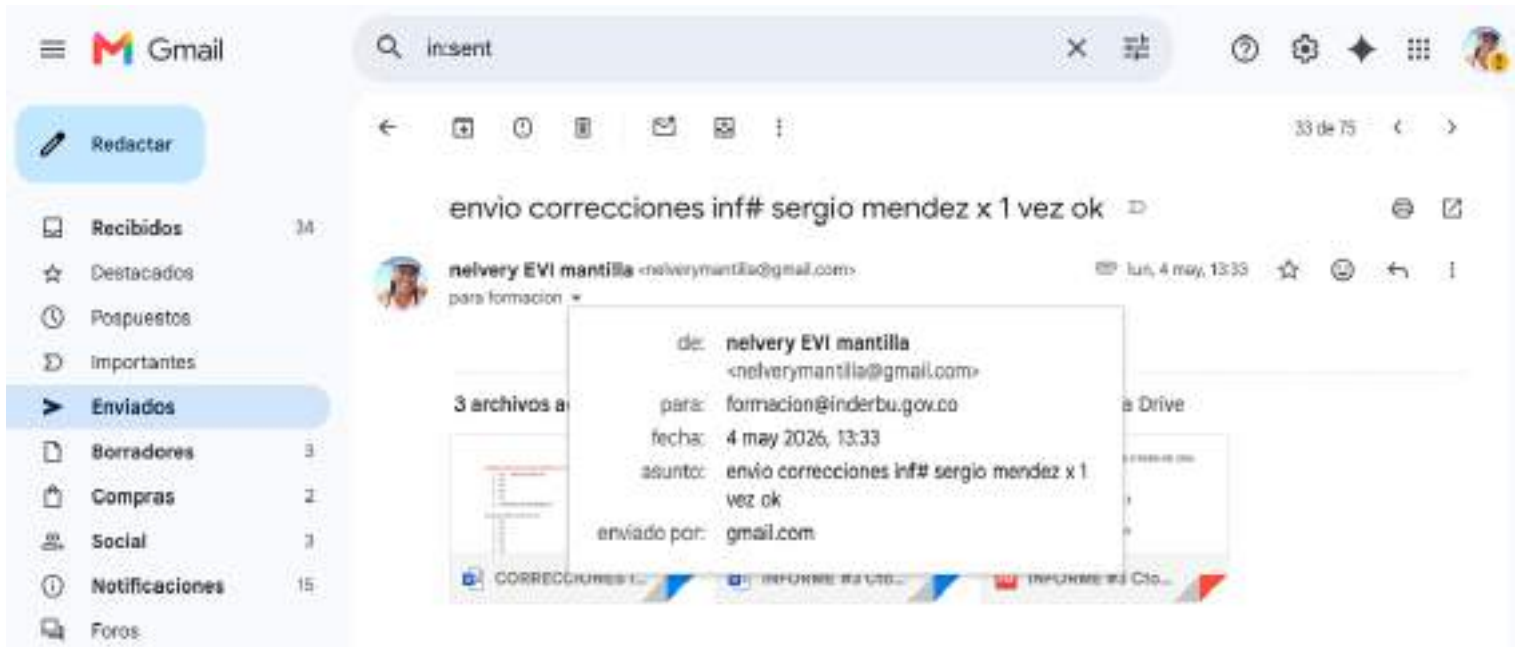 Gmail
in:sent
Redactar
33 de 75
envio correcciones inf# sergio mendez x 1 vez ok
Recibidos 34
nelvery EVI mantilla <nelverymantilla@gmail.com>
lun, 4 may, 13:33
para formacion
Destacados
Pospuestos
Importantes
Enviados
Borradores 3
Compras 2
Social 3
Notificaciones 15
Foros
de: nelvery EVI mantilla
<nelverymantilla@gmail.com>
para: formacion@inderbu.gov.co
fecha: 4 may 2026, 13:33
asunto: envio correcciones inf# sergio mendez x 1
vez ok
enviado por: gmail.com
3 archivos a
a Drive
CORRECCIONES I...
INFORME #3 Cto...
INFORME #3 Cto...